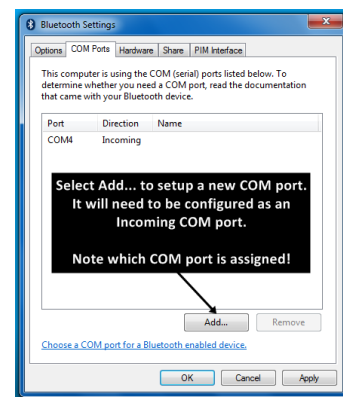 Bluetooth Settings
Options COM Ports Hardware Share PIM Interface
This computer is using the COM (serial) ports listed below. To
determine whether you need a COM port, read the documentation
that came with your Bluetooth device.
Port Direction Name
COM4 Incoming
Select Add... to setup a new COM port.
It will need to be configured as an
Incoming COM port.
Note which COM port is assigned!
Add... Remove
Choose a COM port for a Bluetooth enabled device.
OK Cancel Apply